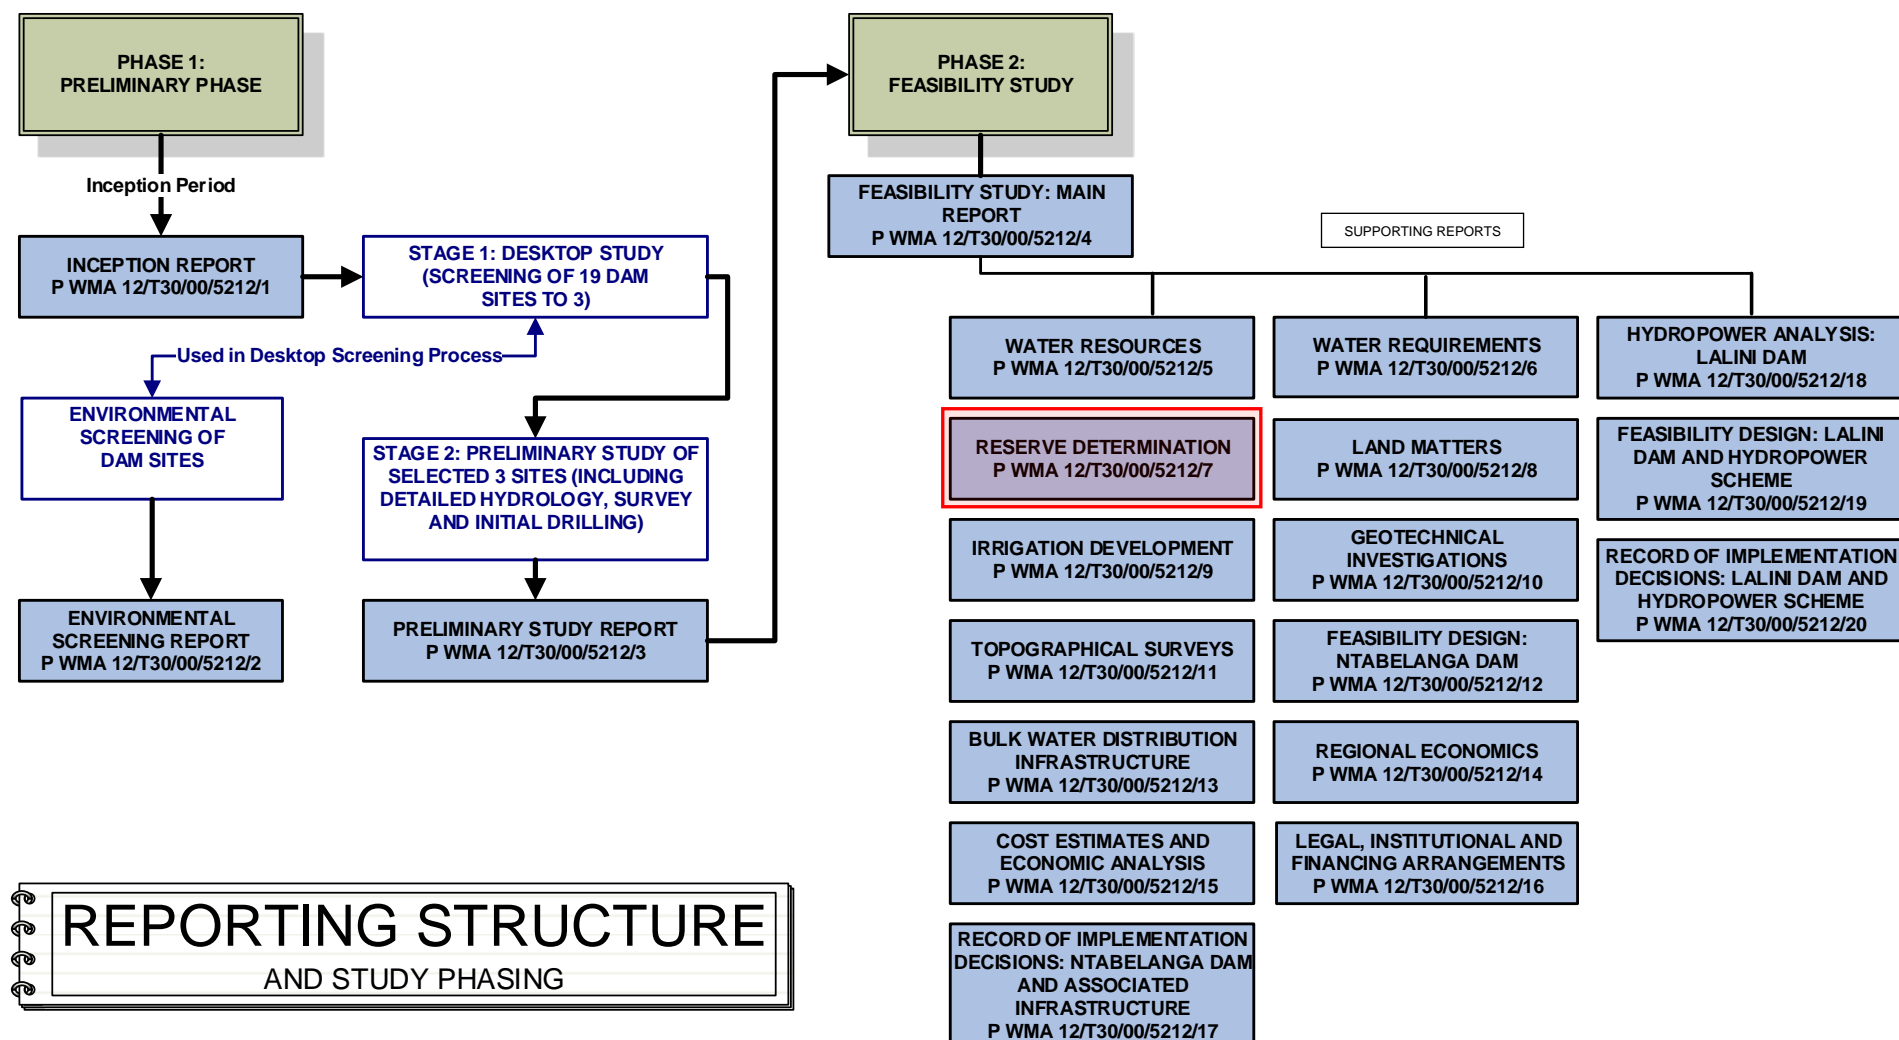 PHASE 1:
PRELIMINARY PHASE
Inception Period
INCEPTION REPORT
P WMA 12/T30/00/5212/1
STAGE 1: DESKTOP STUDY
(SCREENING OF 19 DAM
SITES TO 3)
Used in Desktop Screening Process
ENVIRONMENTAL
SCREENING OF
DAM SITES
STAGE 2: PRELIMINARY STUDY OF
SELECTED 3 SITES (INCLUDING
DETAILED HYDROLOGY, SURVEY
AND INITIAL DRILLING)
ENVIRONMENTAL
SCREENING REPORT
P WMA 12/T30/00/5212/2
PRELIMINARY STUDY REPORT
P WMA 12/T30/00/5212/3
PHASE 2:
FEASIBILITY STUDY
FEASIBILITY STUDY: MAIN
REPORT
P WMA 12/T30/00/5212/4
SUPPORTING REPORTS
WATER RESOURCES
P WMA 12/T30/00/5212/5
WATER REQUIREMENTS
P WMA 12/T30/00/5212/6
HYDROPOWER ANALYSIS:
LALINI DAM
P WMA 12/T30/00/5212/18
RESERVE DETERMINATION
P WMA 12/T30/00/5212/7
LAND MATTERS
P WMA 12/T30/00/5212/8
FEASIBILITY DESIGN: LALINI
DAM AND HYDROPOWER
SCHEME
P WMA 12/T30/00/5212/19
IRRIGATION DEVELOPMENT
P WMA 12/T30/00/5212/9
GEOTECHNICAL
INVESTIGATIONS
P WMA 12/T30/00/5212/10
RECORD OF IMPLEMENTATION
DECISIONS: LALINI DAM AND
HYDROPOWER SCHEME
P WMA 12/T30/00/5212/20
TOPOGRAPHICAL SURVEYS
P WMA 12/T30/00/5212/11
FEASIBILITY DESIGN:
NTABELANGA DAM
P WMA 12/T30/00/5212/12
BULK WATER DISTRIBUTION
INFRASTRUCTURE
P WMA 12/T30/00/5212/13
REGIONAL ECONOMICS
P WMA 12/T30/00/5212/14
COST ESTIMATES AND
ECONOMIC ANALYSIS
P WMA 12/T30/00/5212/15
LEGAL, INSTITUTIONAL AND
FINANCING ARRANGEMENTS
P WMA 12/T30/00/5212/16
RECORD OF IMPLEMENTATION
DECISIONS: NTABELANGA DAM
AND ASSOCIATED
INFRASTRUCTURE
P WMA 12/T30/00/5212/17
REPORTING STRUCTURE
AND STUDY PHASING